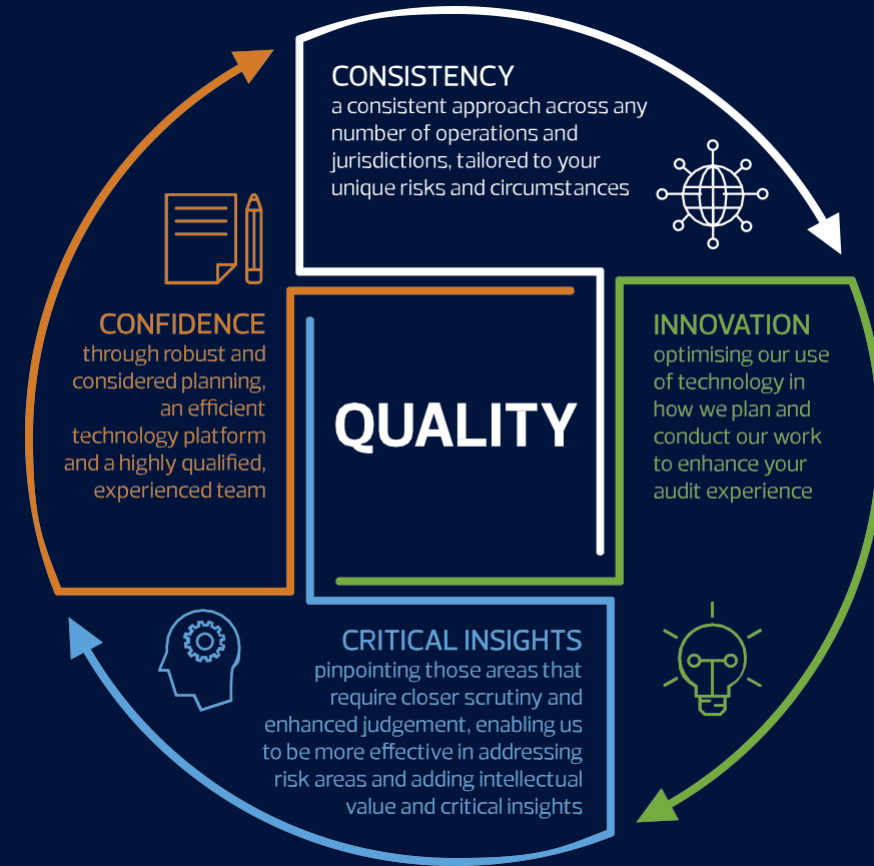 CONSISTENCY
a consistent approach across any
number of operations and
jurisdictions, tailored to your
unique risks and circumstances
CONFIDENCE
through robust and
considered planning,
an efficient
technology platform
and a highly qualified,
experienced team
QUALITY
INNOVATION
optimising our use
of technology in
how we plan and
conduct our work
to enhance your
audit experience
CRITICAL INSIGHTS
pinpointing those areas that
require closer scrutiny and
enhanced judgement, enabling us
to be more effective in addressing
risk areas and adding intellectual
value and critical insights